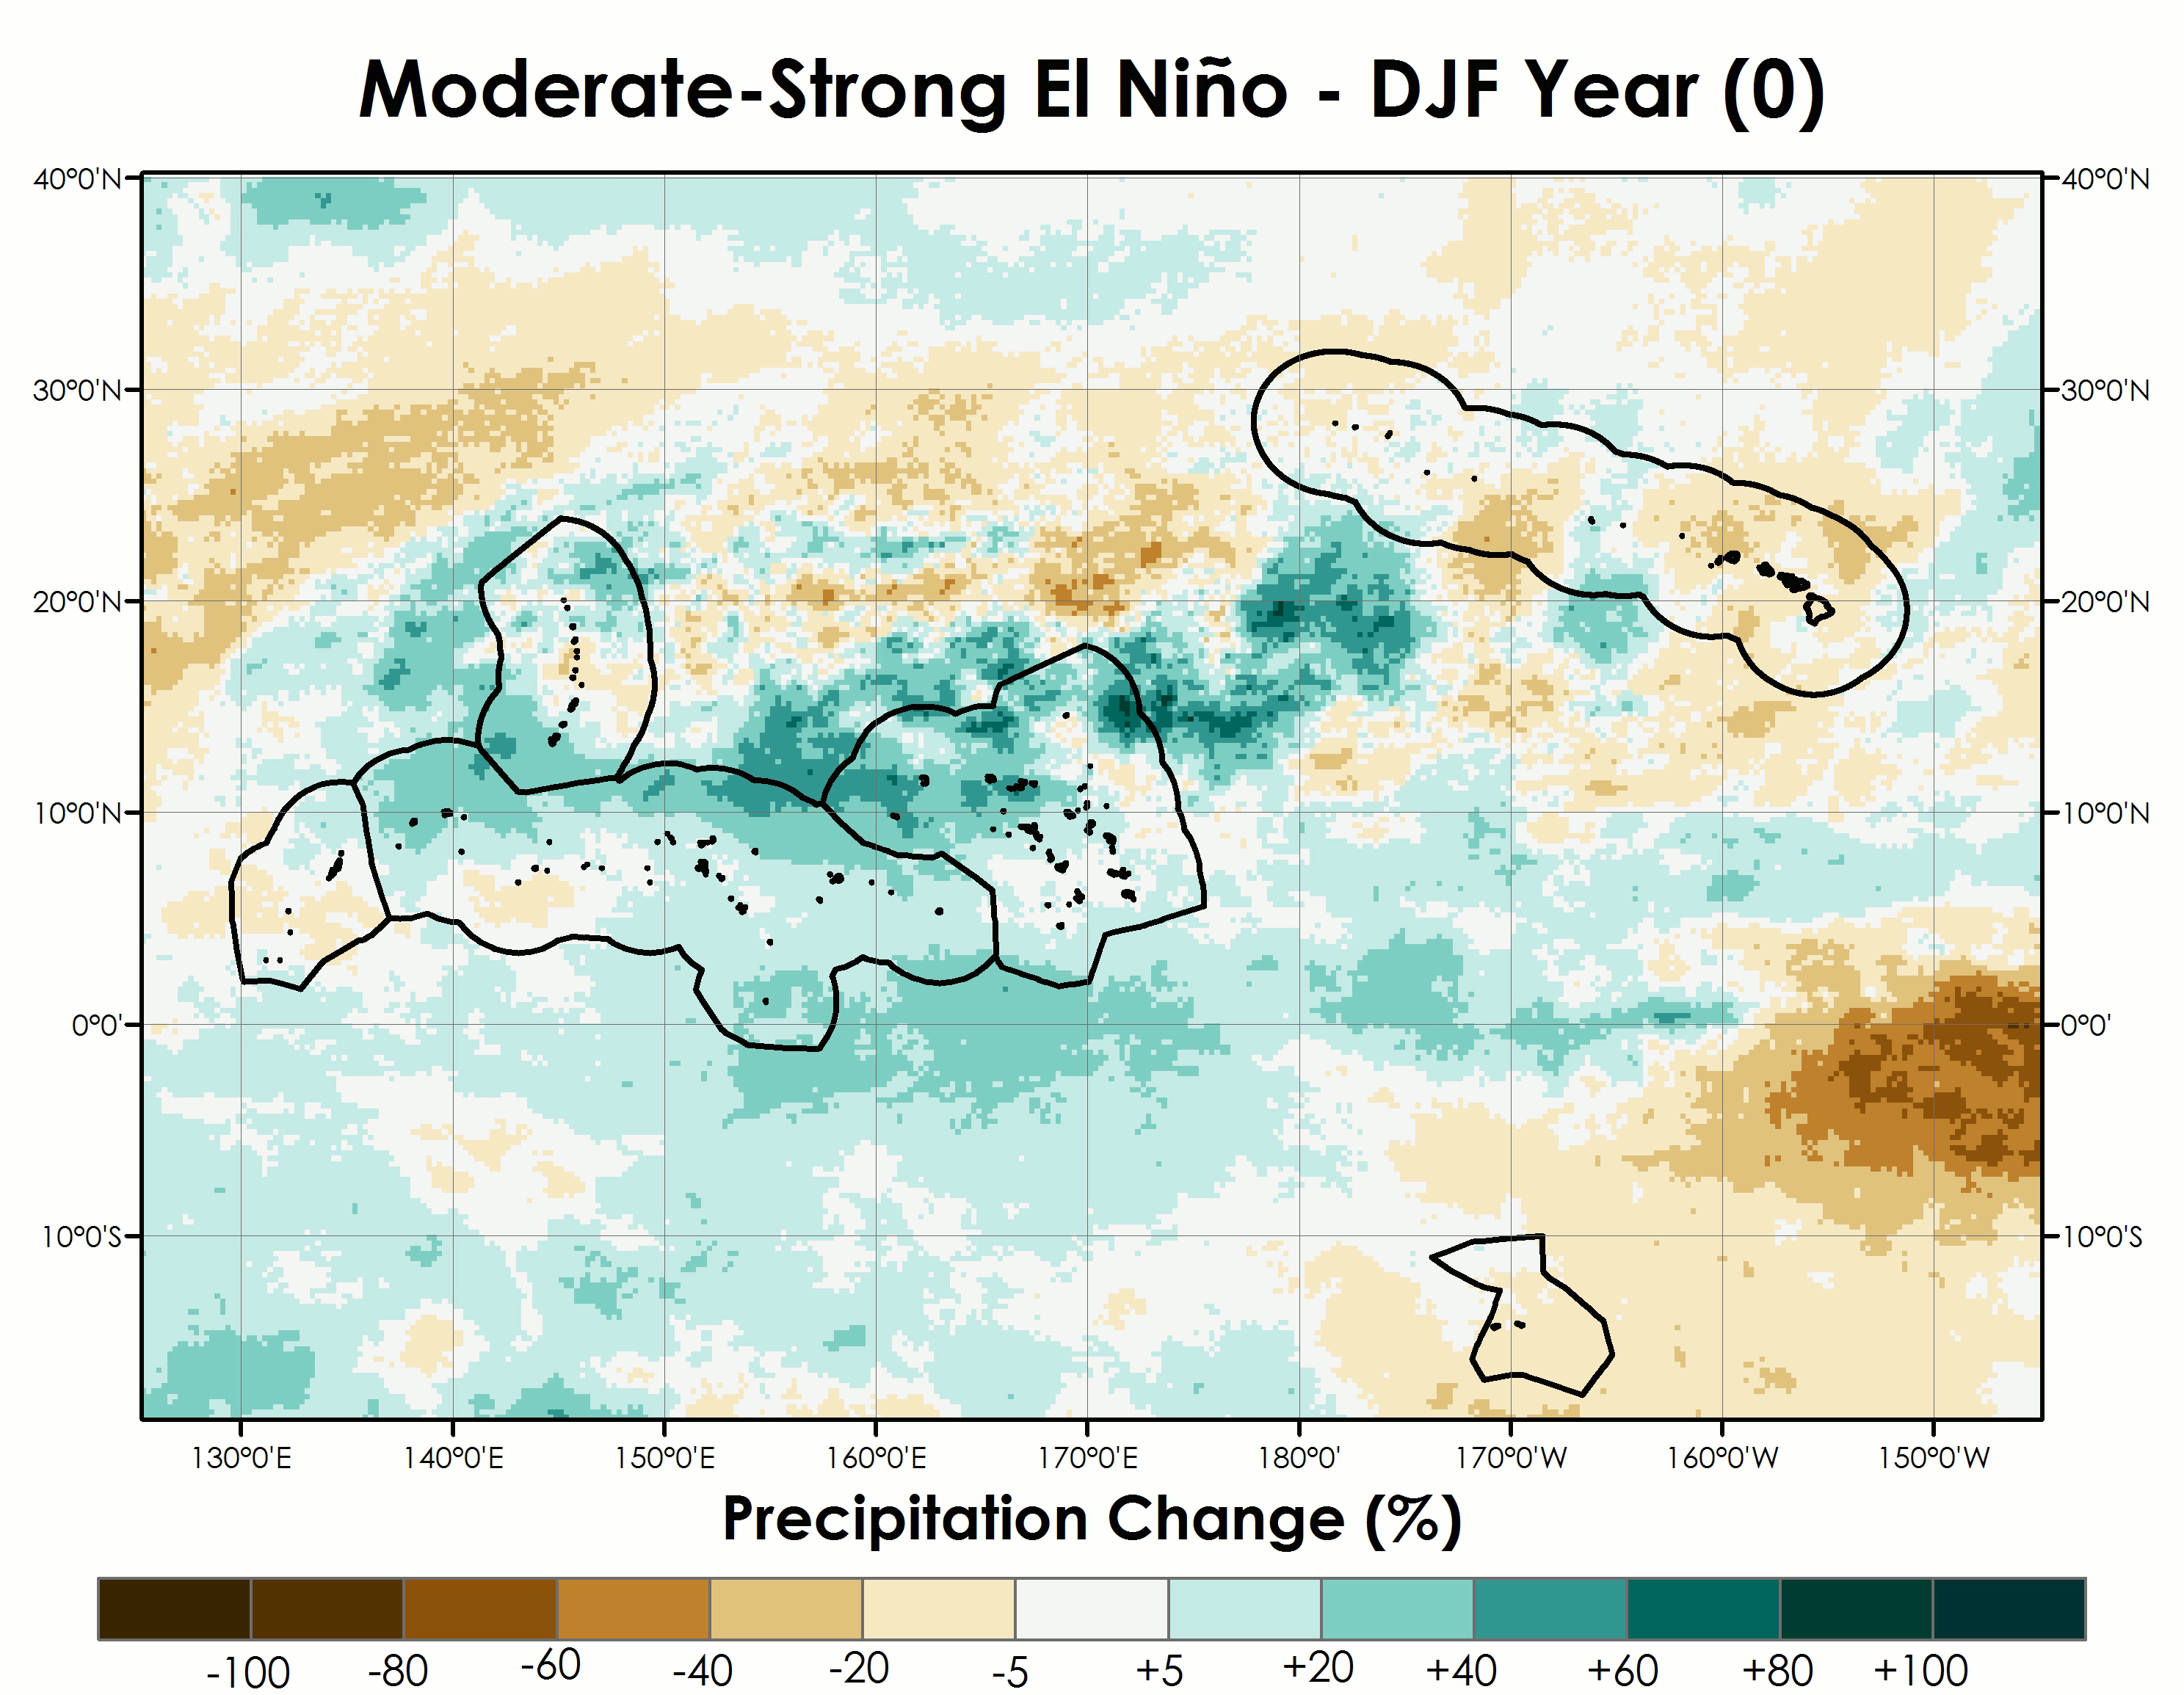 Moderate-Strong El Niño - DJF Year (0)
40°0'N 40°0'N
30°0'N 30°0'N
20°0'N 20°0'N
10°0'N 10°0'N
0°0' 0°0'
10°0'S 10°0'S
130°0'E 140°0'E 150°0'E 160°0'E 170°0'E 180°0' 170°0'W 160°0'W 150°0'W
Precipitation Change (%)
-100 -80 -60 -40 -20 -5 +5 +20 +40 +60 +80 +100